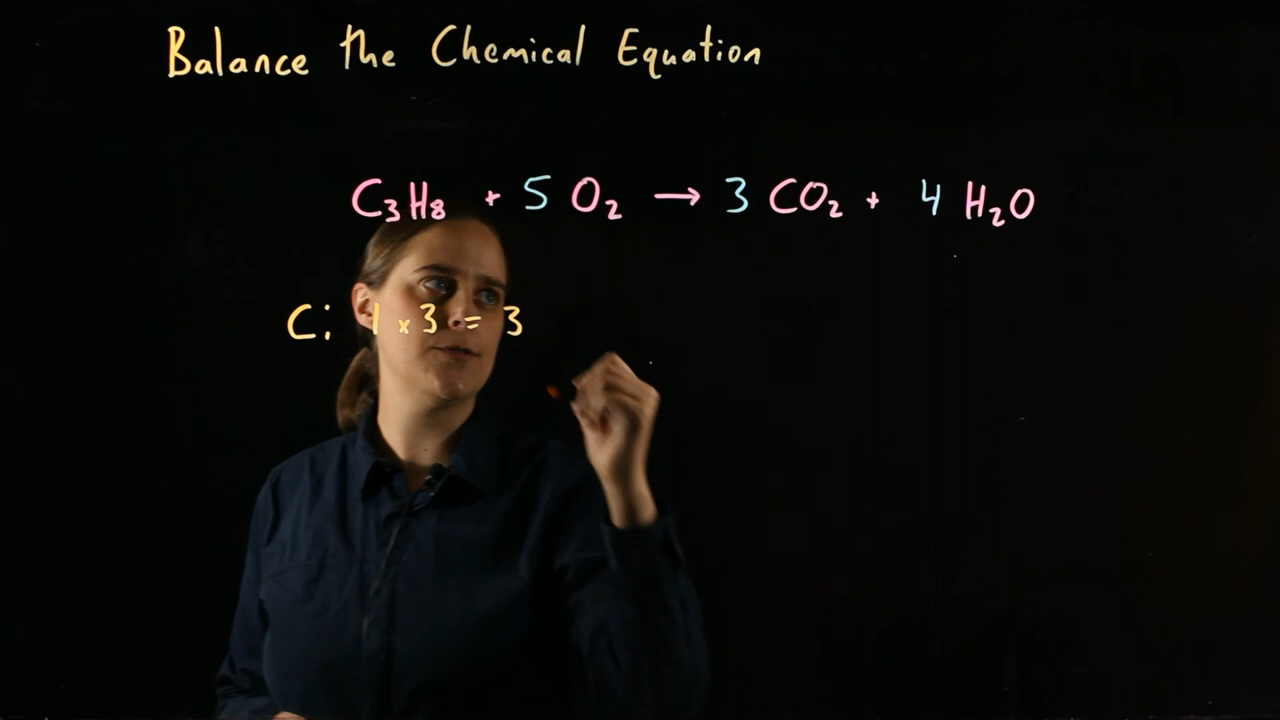 Balance the Chemical Equation
C₃H₈ + 5 O₂ → 3 CO₂ + 4 H₂O
C: 1 × 3 = 3